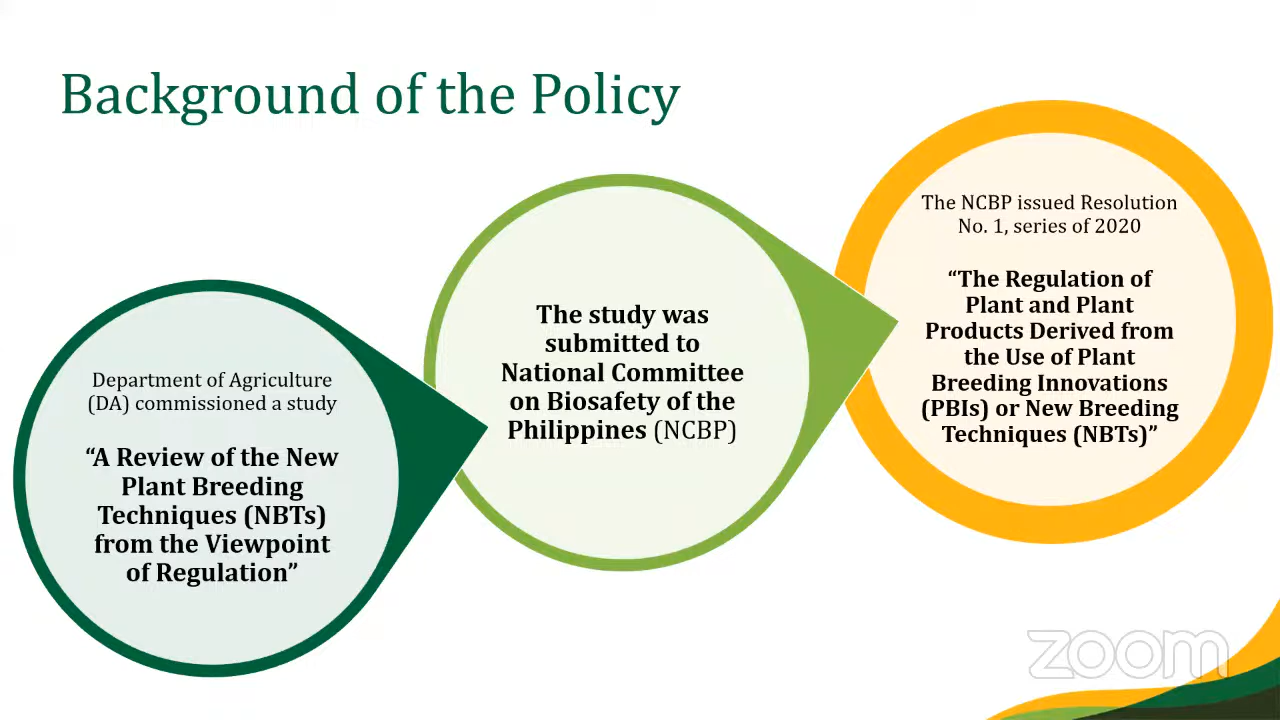 Background of the Policy
Department of Agriculture
(DA) commissioned a study
“A Review of the New
Plant Breeding
Techniques (NBTs)
from the Viewpoint
of Regulation”
The study was
submitted to
National Committee
on Biosafety of the
Philippines (NCBP)
The NCBP issued Resolution
No. 1, series of 2020
“The Regulation of
Plant and Plant
Products Derived from
the Use of Plant
Breeding Innovations
(PBIs) or New Breeding
Techniques (NBTs)”
zoom